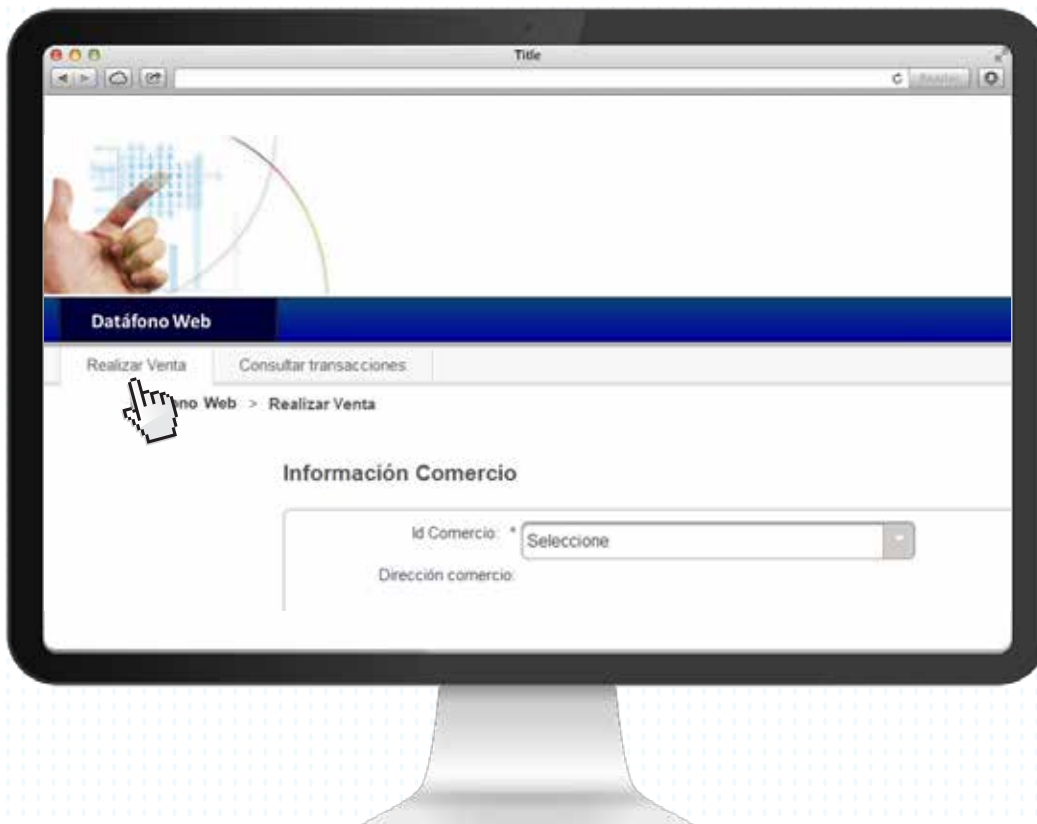 Title
Datáfono Web
Realizar Venta Consultar transacciones
no Web > Realizar Venta
Información Comercio
Id Comercio: * Seleccione
Dirección comercio: